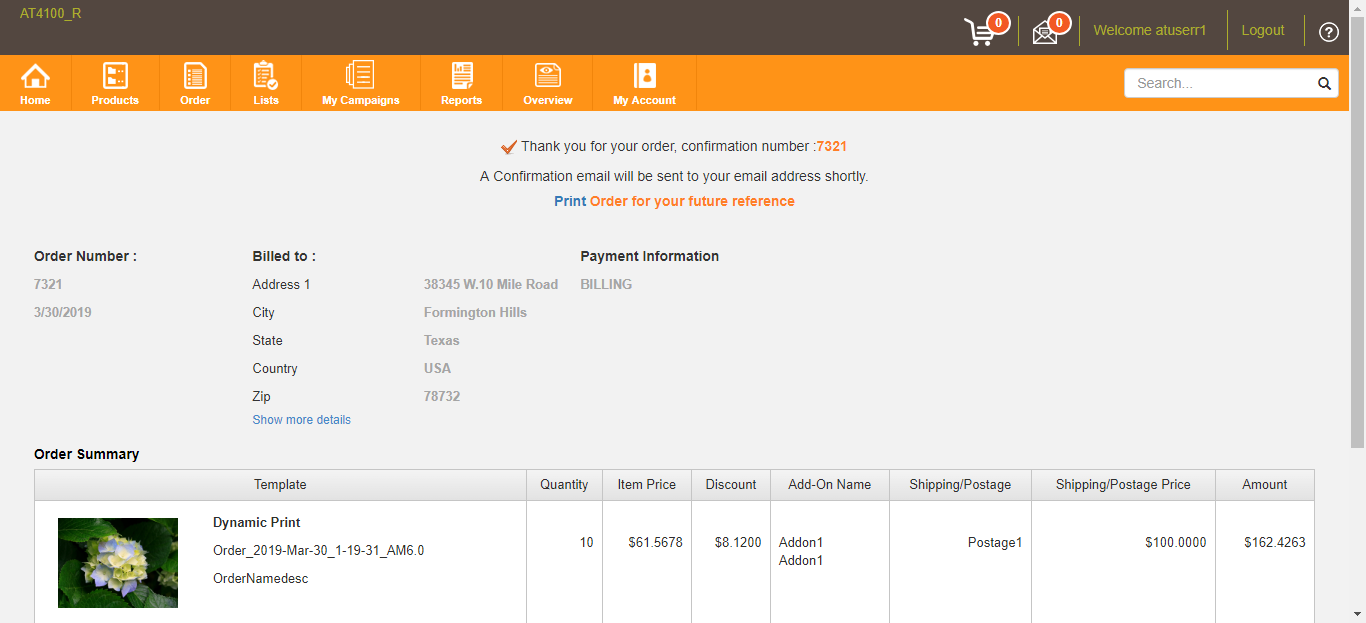 AT4100_R
0
0
Welcome atuserr1
Logout
?
Home
Products
Order
Lists
My Campaigns
Reports
Overview
My Account
Search...
Thank you for your order, confirmation number :7321
A Confirmation email will be sent to your email address shortly.
Print Order for your future reference
Order Number :
7321
3/30/2019
Billed to :
Address 1 38345 W.10 Mile Road
City Formington Hills
State Texas
Country USA
Zip 78732
Show more details
Payment Information
BILLING
Order Summary
Template Quantity Item Price Discount Add-On Name Shipping/Postage Shipping/Postage Price Amount
Dynamic Print
Order_2019-Mar-30_1-19-31_AM6.0
OrderNamedesc
10 $61.5678 $8.1200 Addon1 Postage1 $100.0000 $162.4263
Addon1